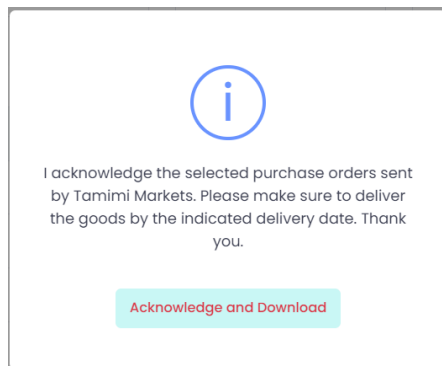 I acknowledge the selected purchase orders sent
by Tamimi Markets. Please make sure to deliver
the goods by the indicated delivery date. Thank
you.
Acknowledge and Download